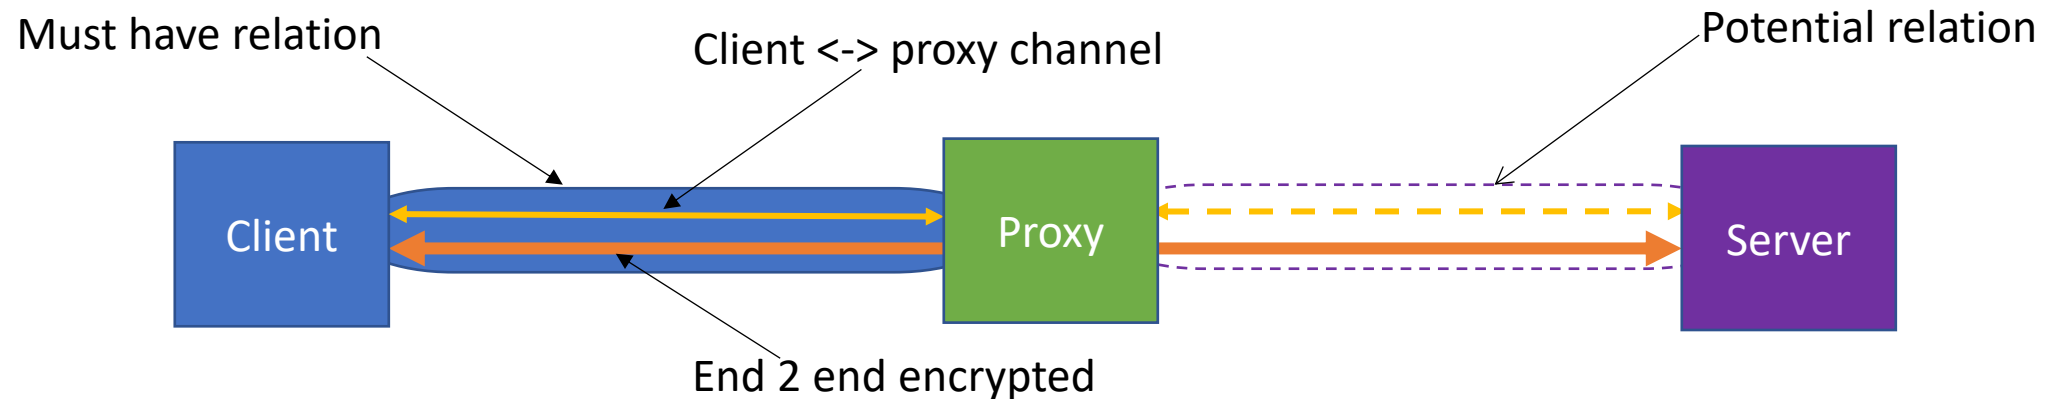 Must have relation
Client <-> proxy channel
Potential relation
Client
Proxy
Server
End 2 end encrypted